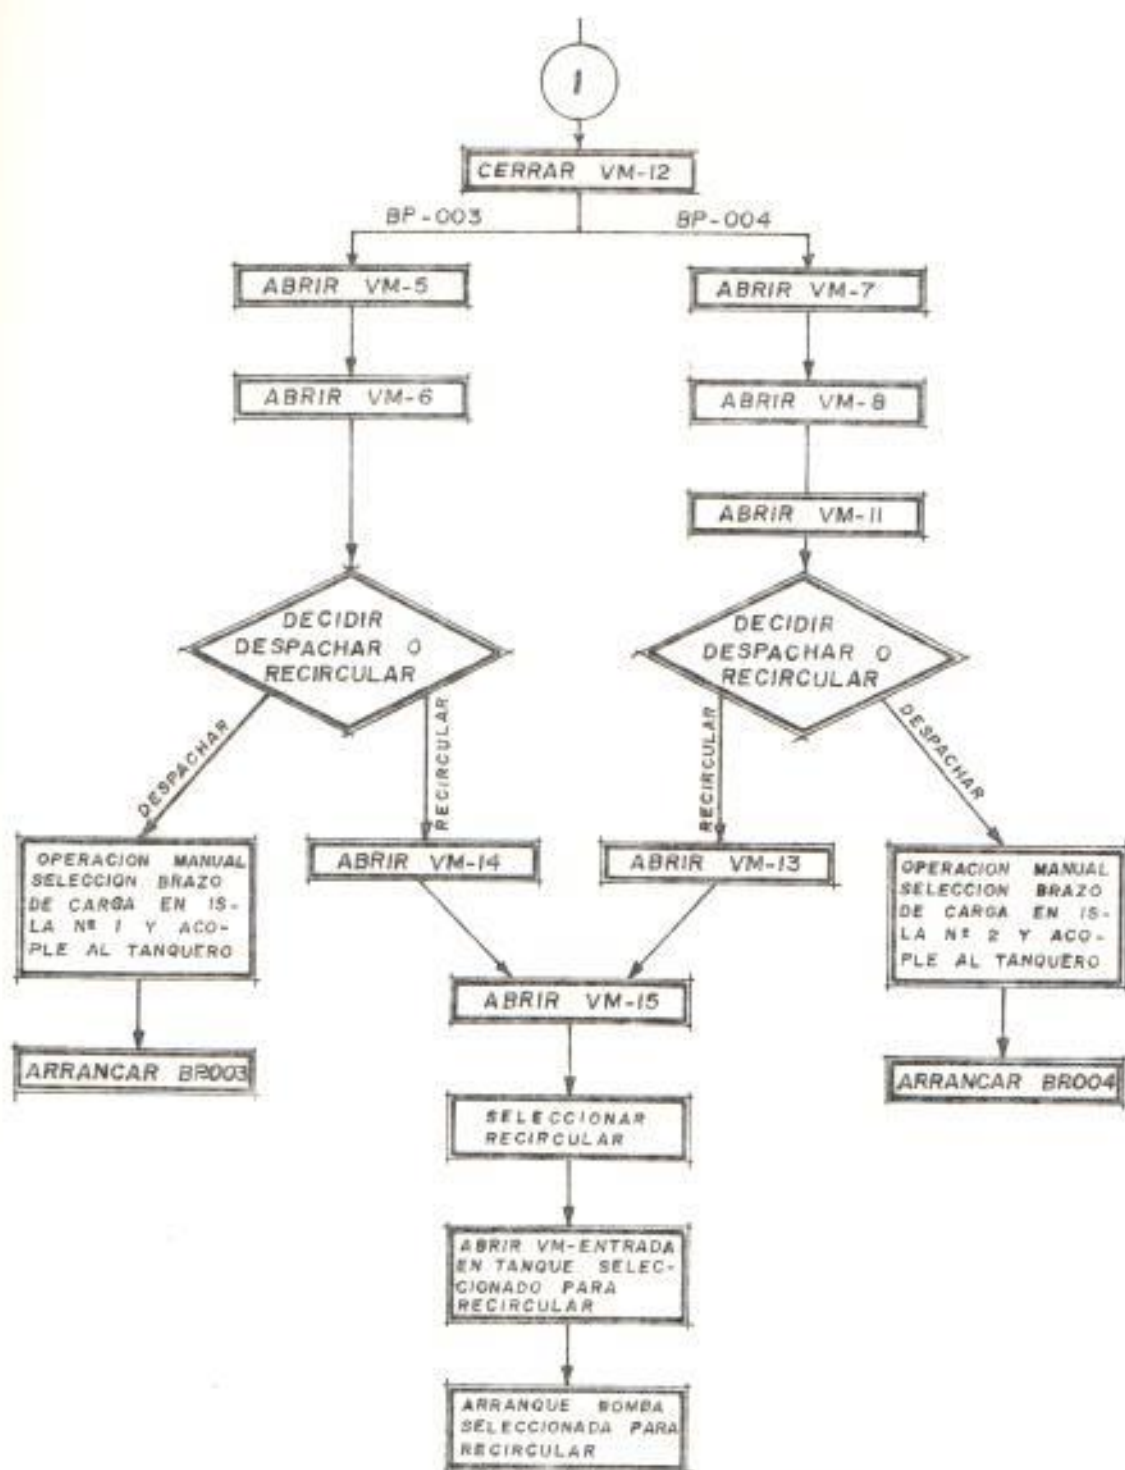 1
CERRAR VM-12
BP-003
BP-004
ABRIR VM-5
ABRIR VM-7
ABRIR VM-6
ABRIR VM-8
ABRIR VM-11
DECIDIR
DESPACHAR O
RECIRCULAR
DECIDIR
DESPACHAR O
RECIRCULAR
DESPACHAR
RECIRCULAR
RECIRCULAR
DESPACHAR
OPERACION MANUAL
SELECCION BRAZO
DE CARGA EN IS-
LA Nº 1 Y ACO-
PLE AL TANQUERO
ABRIR VM-14
ABRIR VM-13
OPERACION MANUAL
SELECCION BRAZO
DE CARGA EN IS-
LA Nº 2 Y ACO-
PLE AL TANQUERO
ABRIR VM-15
ARRANCAR BP.003
ARRANCAR BP.004
SELECCIONAR
RECIRCULAR
ABRIR VM-ENTRADA
EN TANQUE SELEC-
CIONADO PARA
RECIRCULAR
ARRANQUE BOMBA
SELECCIONADA PARA
RECIRCULAR